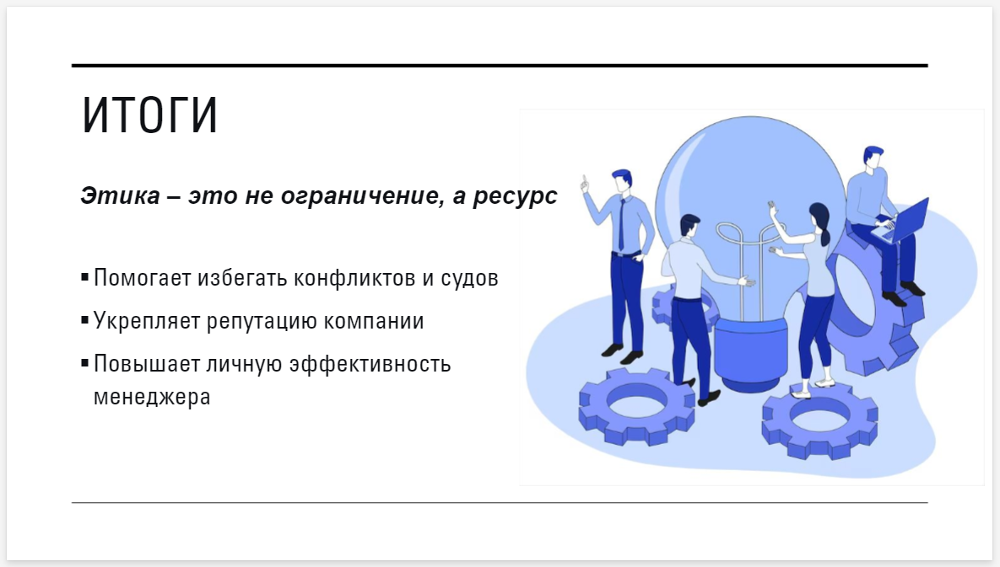 ИТОГИ
Этика – это не ограничение, а ресурс
▪ Помогает избегать конфликтов и судов
▪ Укрепляет репутацию компании
▪ Повышает личную эффективность
менеджера